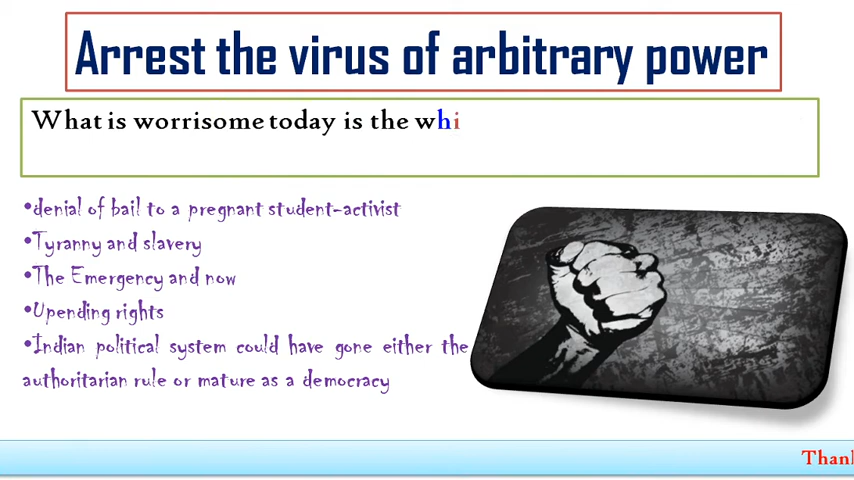 Arrest the virus of arbitrary power
What is worrisome today is the whi
•denial of bail to a pregnant student-activist
•Tyranny and slavery
•The Emergency and now
•Upending rights
•Indian political system could have gone either the
authoritarian rule or mature as a democracy
Thank